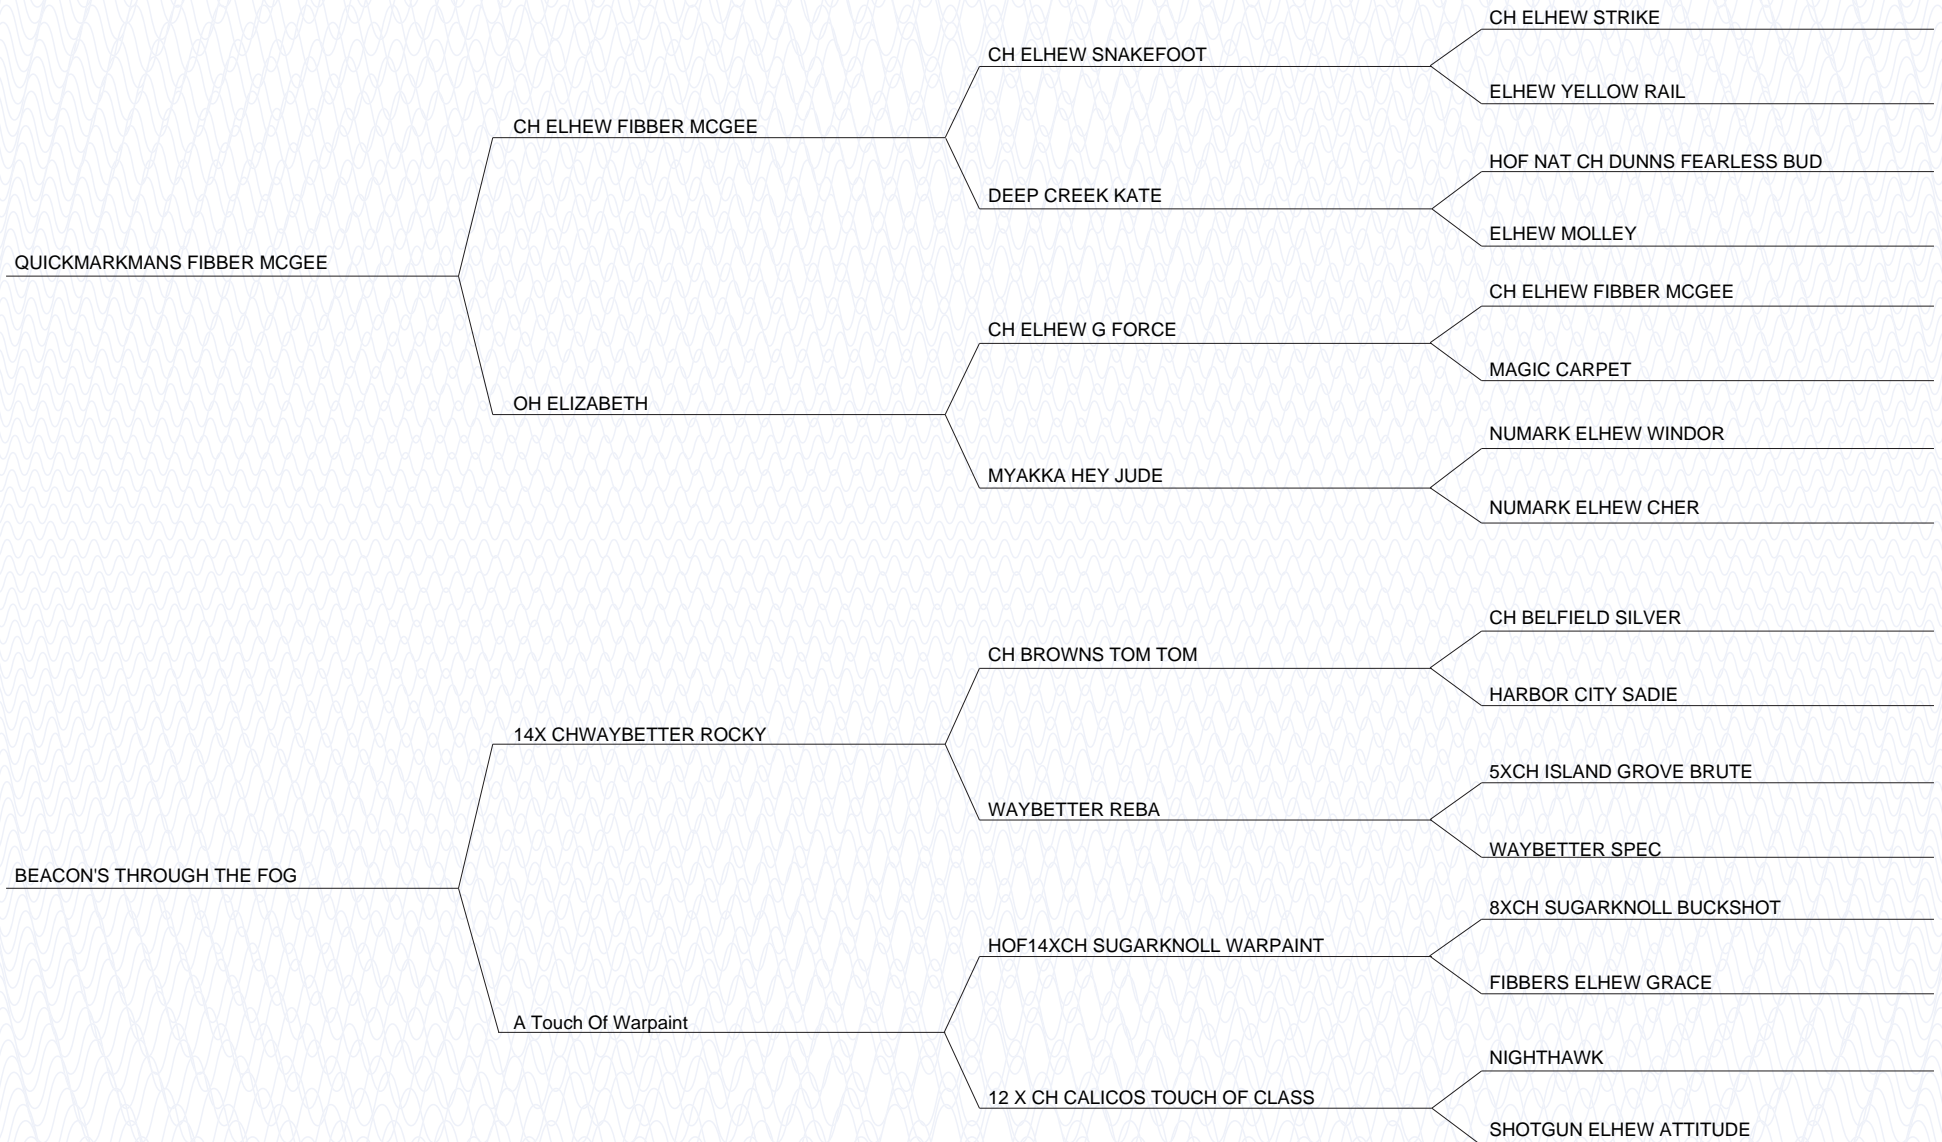 CH ELHEW STRIKE
CH ELHEW SNAKEFOOT
ELHEW YELLOW RAIL
CH ELHEW FIBBER MCGEE
HOF NAT CH DUNNS FEARLESS BUD
DEEP CREEK KATE
ELHEW MOLLEY
QUICKMARKMANS FIBBER MCGEE
CH ELHEW FIBBER MCGEE
CH ELHEW G FORCE
MAGIC CARPET
OH ELIZABETH
NUMARK ELHEW WINDOR
MYAKKA HEY JUDE
NUMARK ELHEW CHER
CH BELFIELD SILVER
CH BROWNS TOM TOM
HARBOR CITY SADIE
14X CHWAYBETTER ROCKY
5XCH ISLAND GROVE BRUTE
WAYBETTER REBA
WAYBETTER SPEC
BEACON'S THROUGH THE FOG
8XCH SUGARKNOLL BUCKSHOT
HOF14XCH SUGARKNOLL WARPAINT
FIBBERS ELHEW GRACE
A Touch Of Warpaint
NIGHTHAWK
12 X CH CALICOS TOUCH OF CLASS
SHOTGUN ELHEW ATTITUDE